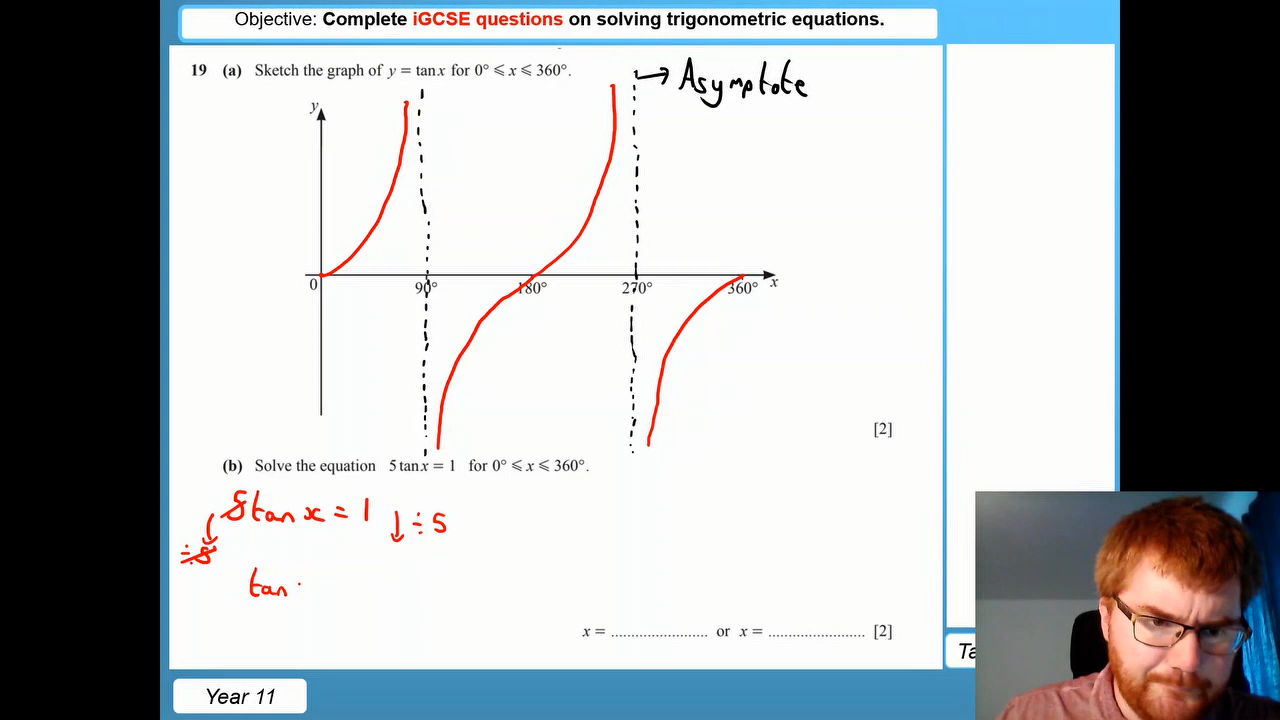 Objective: Complete iGCSE questions on solving trigonometric equations.
19 (a) Sketch the graph of y = tan x for 0° ⩽ x ⩽ 360°.
→ Asymptote
y
0 90° 180° 270° 360° x
[2]
(b) Solve the equation 5 tan x = 1 for 0° ⩽ x ⩽ 360°.
5tan x = 1 ↓ ÷5
÷5
tan
x = ........................ or x = ........................ [2]
Ta
Year 11